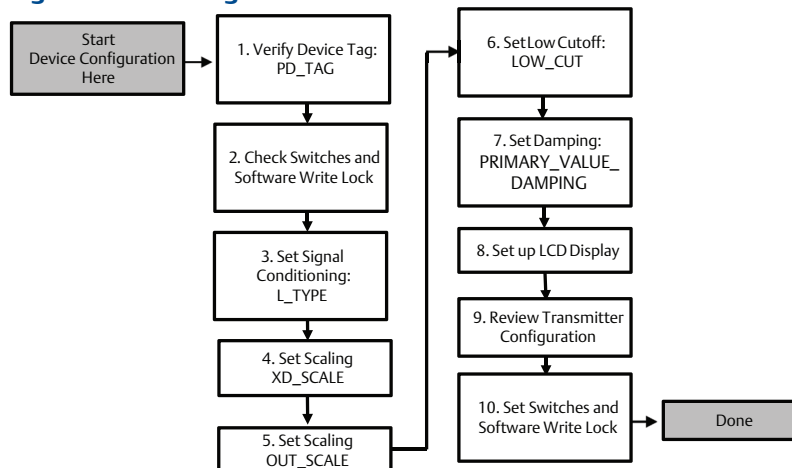 Start
Device Configuration
Here
1. Verify Device Tag:
PD_TAG
2. Check Switches and
Software Write Lock
3. Set Signal
Conditioning:
L_TYPE
4. Set Scaling
XD_SCALE
5. Set Scaling
OUT_SCALE
6. Set Low Cutoff:
LOW_CUT
7. Set Damping:
PRIMARY_VALUE_
DAMPING
8. Set up LCD Display
9. Review Transmitter
Configuration
10. Set Switches and
Software Write Lock
Done